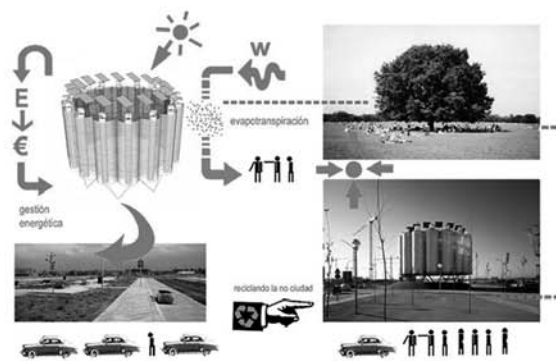 W
E
€
evapotranspiración
gestión
energética
reciclando la no ciudad